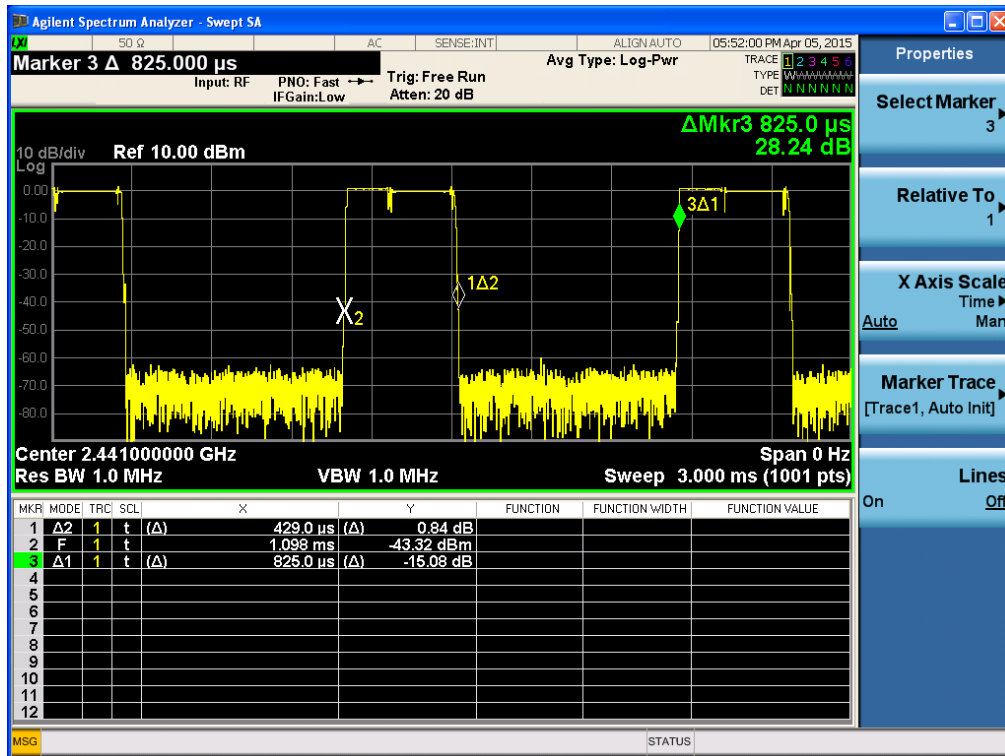 Agilent Spectrum Analyzer - Swept SA
LXI 50 Ω AC SENSE:INT ALIGN AUTO 05:52:00 PM Apr 05, 2015
Marker 3 Δ 825.000 µs
Input: RF
PNO: Fast
IFGain:Low
Trig: Free Run
Atten: 20 dB
Avg Type: Log-Pwr
TRACE 1 2 3 4 5 6
TYPE WWWWWW
DET N N N N N N
ΔMkr3 825.0 µs
28.24 dB
10 dB/div Ref 10.00 dBm
Log
0.00
-10.0
-20.0
-30.0
-40.0
-50.0
-60.0
-70.0
-80.0
3Δ1
1Δ2
X2
Center 2.441000000 GHz Span 0 Hz
Res BW 1.0 MHz VBW 1.0 MHz Sweep 3.000 ms (1001 pts)
MKR MODE TRC SCL X Y FUNCTION FUNCTION WIDTH FUNCTION VALUE
1 Δ2 1 t (Δ) 429.0 µs (Δ) 0.84 dB
2 F 1 t 1.098 ms -43.32 dBm
3 Δ1 1 t (Δ) 825.0 µs (Δ) -15.08 dB
4
5
6
7
8
9
10
11
12
MSG STATUS
Properties
Select Marker
3
Relative To
1
X Axis Scale
Time
Auto Man
Marker Trace
[Trace1, Auto Init]
Lines
On Off